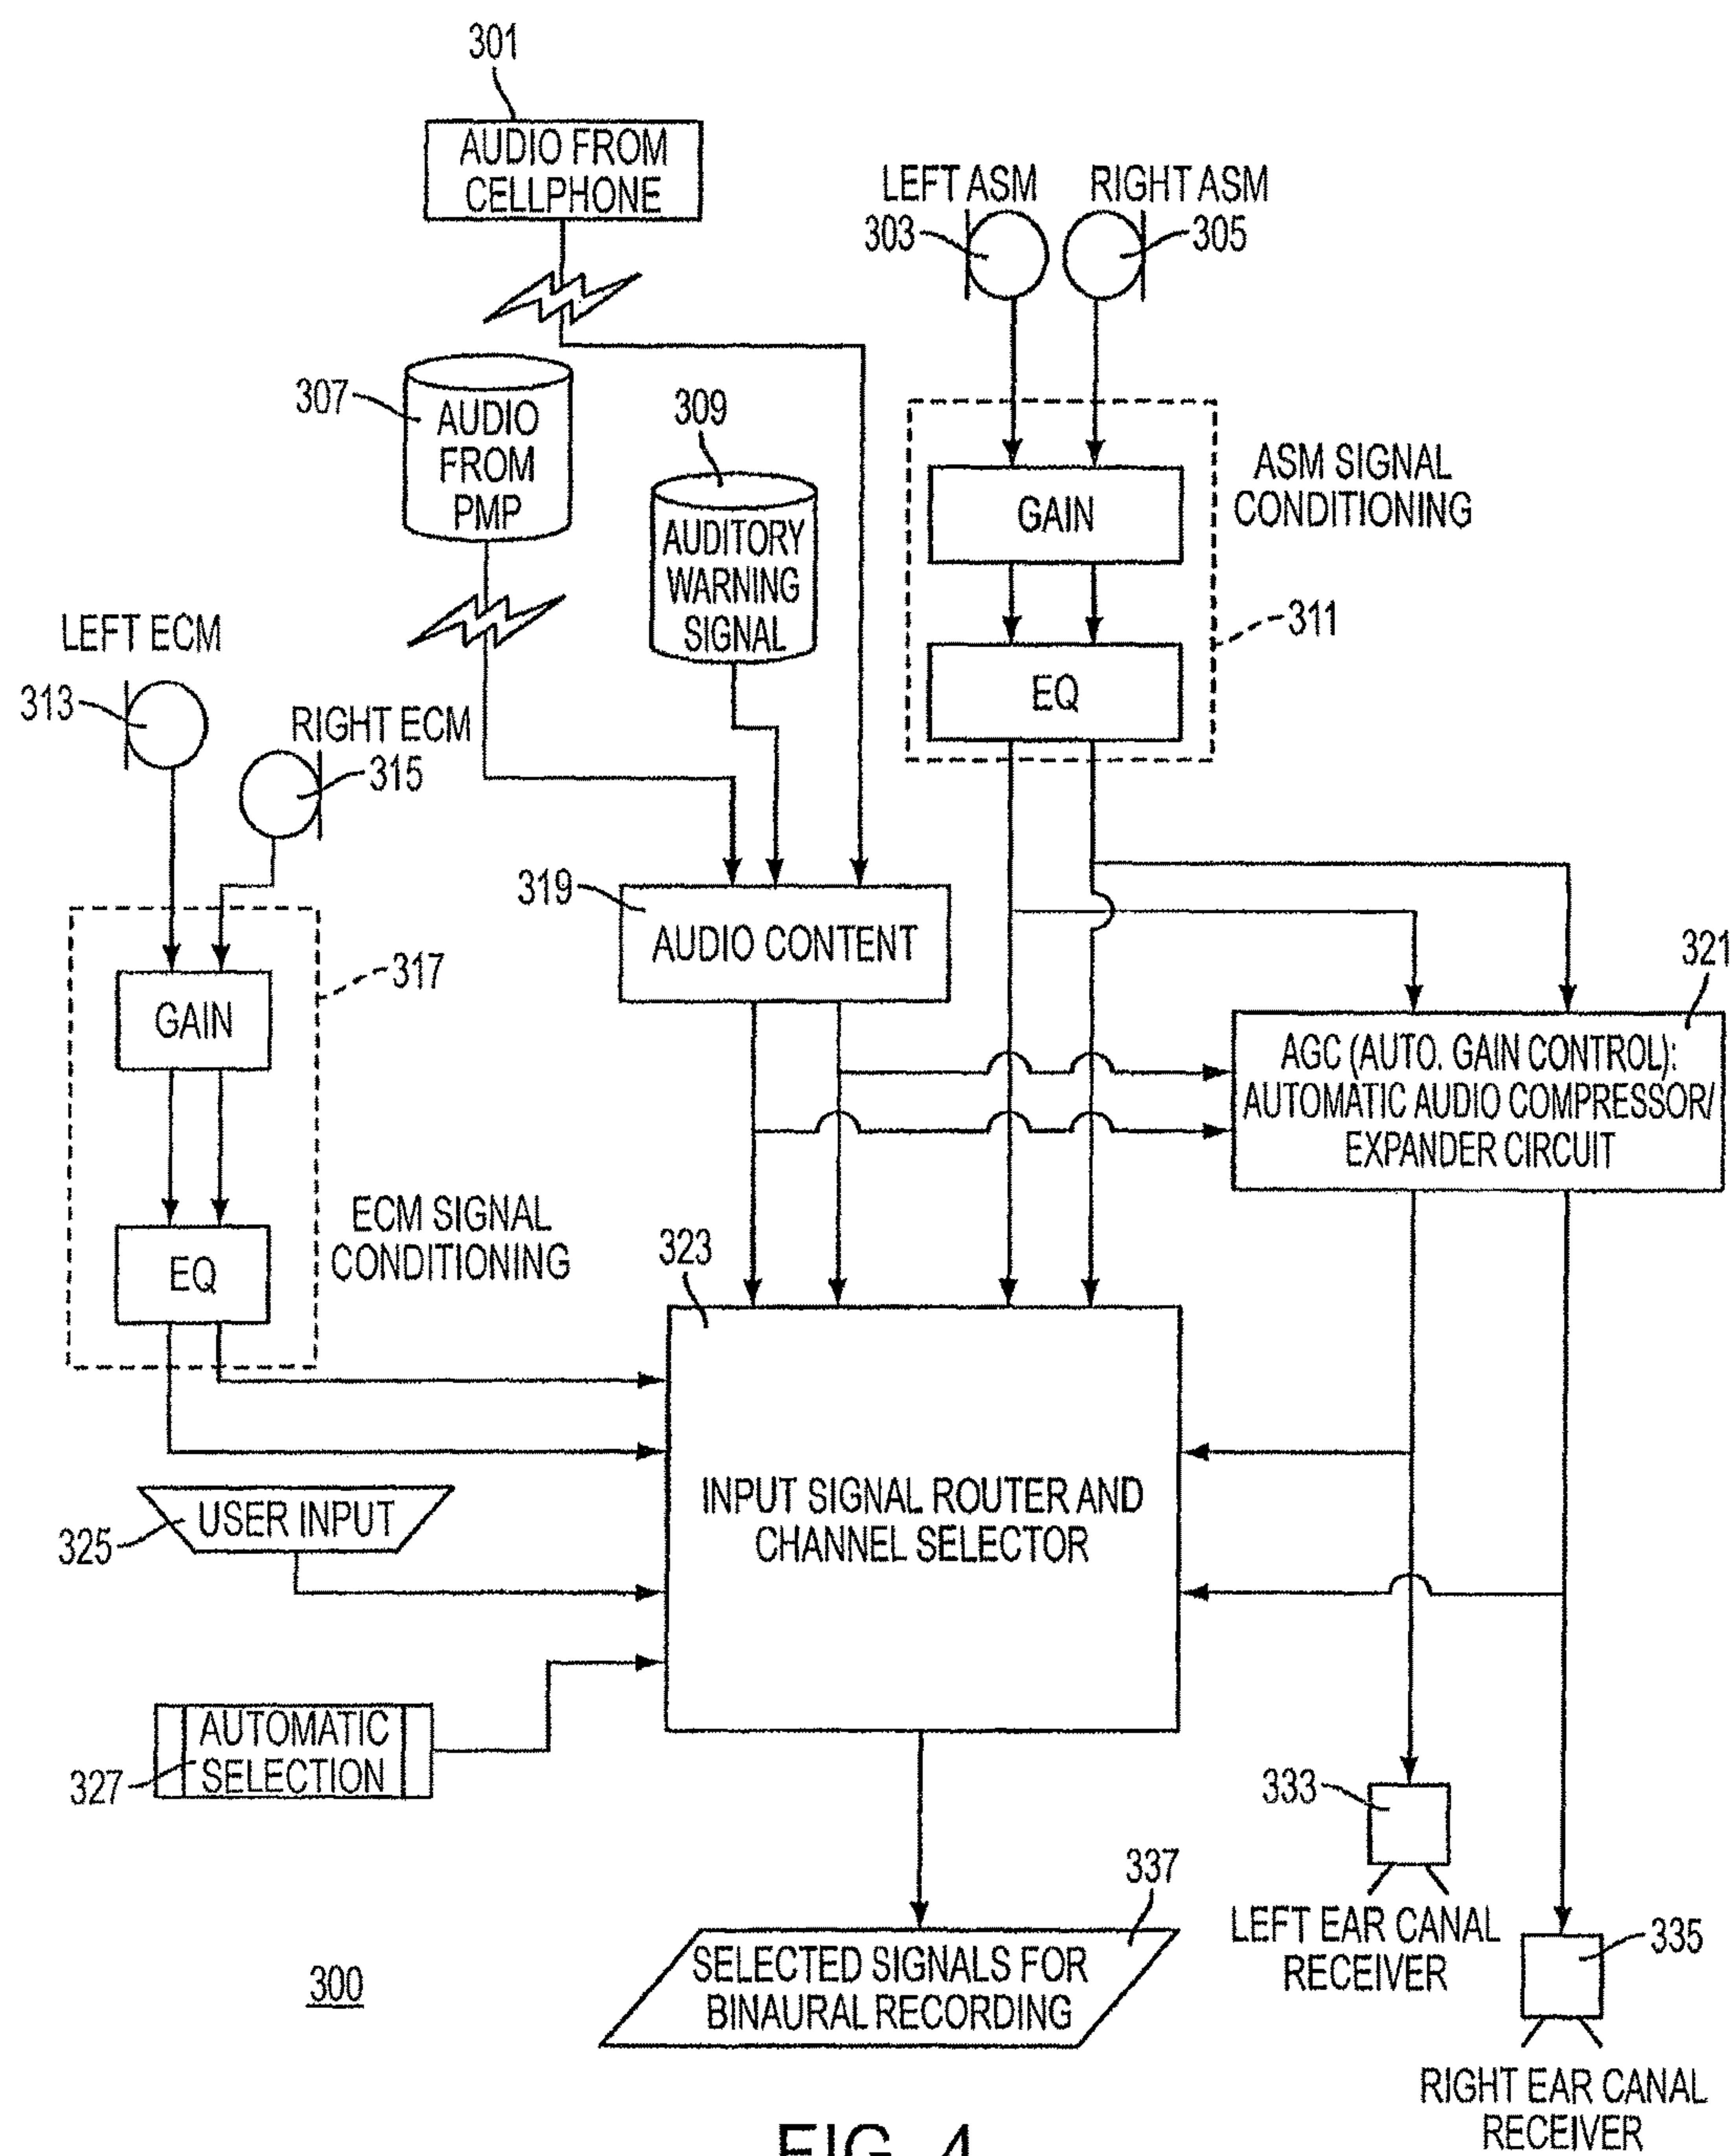 301
AUDIO FROM
CELLPHONE
LEFT ASM
RIGHT ASM
303
305
307
AUDIO
FROM
PMP
309
AUDITORY
WARNING
SIGNAL
GAIN
ASM SIGNAL
CONDITIONING
311
EQ
LEFT ECM
313
RIGHT ECM
315
319
AUDIO CONTENT
317
GAIN
321
AGC (AUTO. GAIN CONTROL):
AUTOMATIC AUDIO COMPRESSOR/
EXPANDER CIRCUIT
EQ
ECM SIGNAL
CONDITIONING
323
INPUT SIGNAL ROUTER AND
CHANNEL SELECTOR
USER INPUT
325
AUTOMATIC
SELECTION
327
333
LEFT EAR CANAL
RECEIVER
337
SELECTED SIGNALS FOR
BINAURAL RECORDING
335
RIGHT EAR CANAL
RECEIVER
300
FIG. 4